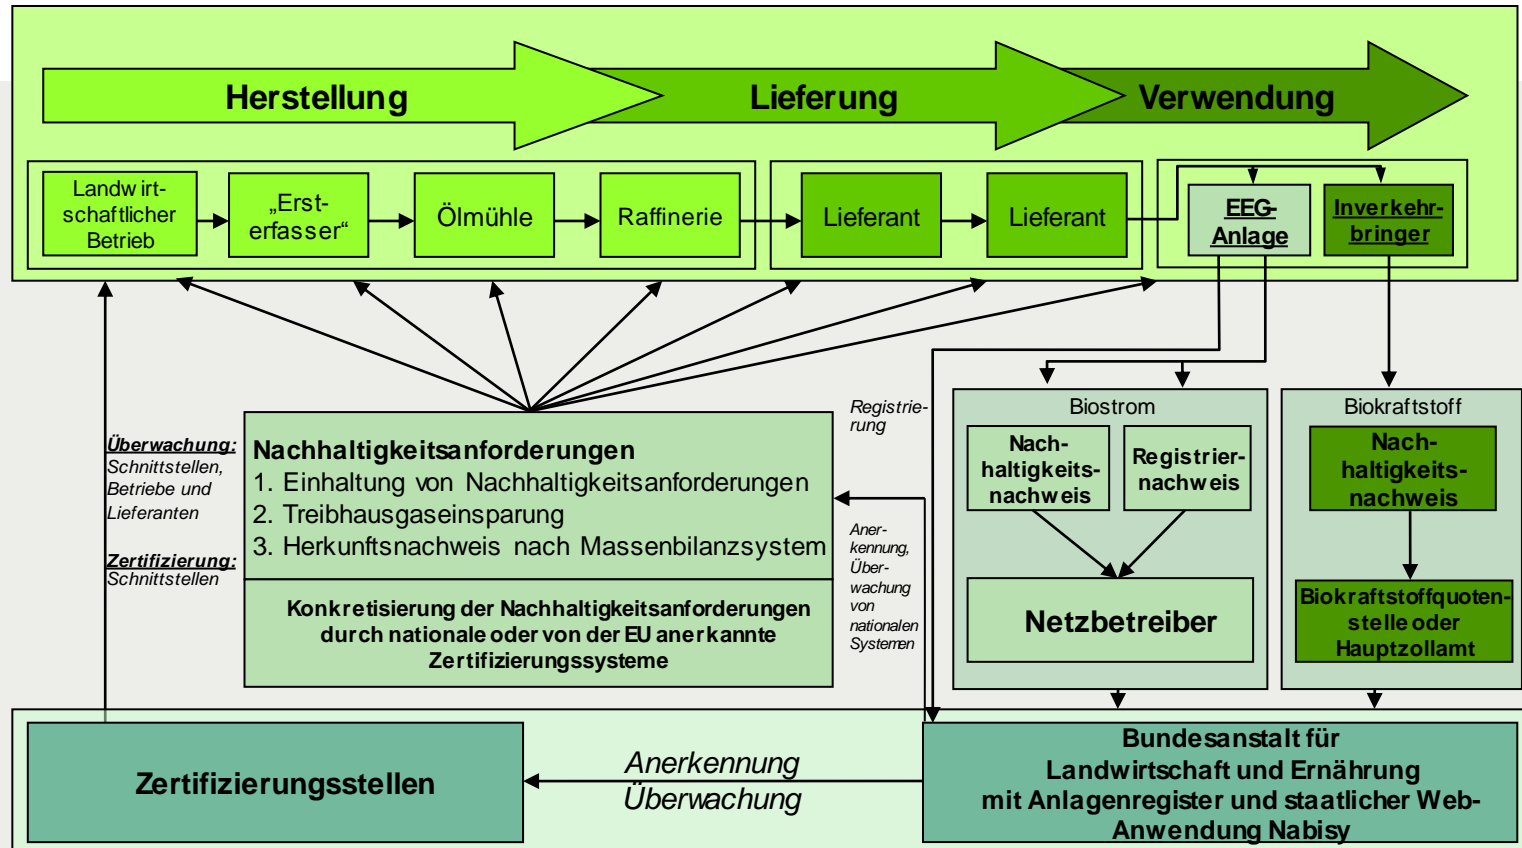 Herstellung
Lieferung
Verwendung
Landwirt-
schaftlicher
Betrieb
„Erst-
erfasser“
Ölmühle
Raffinerie
Lieferant
Lieferant
EEG-
Anlage
Inverkehr-
bringer
Überwachung:
Schnittstellen,
Betriebe und
Lieferanten
Zertifizierung:
Schnittstellen
Nachhaltigkeitsanforderungen
1. Einhaltung von Nachhaltigkeitsanforderungen
2. Treibhausgaseinsparung
3. Herkunftsnachweis nach Massenbilanzsystem
Konkretisierung der Nachhaltigkeitsanforderungen
durch nationale oder von der EU anerkannte
Zertifizierungssysteme
Registrie-
rung
Aner-
kennung,
Über-
wachung
von
nationalen
Systemen
Biostrom
Nach-
haltigkeits-
nachweis
Registrier-
nachweis
Netzbetreiber
Biokraftstoff
Nach-
haltigkeits-
nachweis
Biokraftstoffquoten-
stelle oder
Hauptzollamt
Zertifizierungsstellen
Anerkennung
Überwachung
Bundesanstalt für
Landwirtschaft und Ernährung
mit Anlagenregister und staatlicher Web-
Anwendung Nabisy